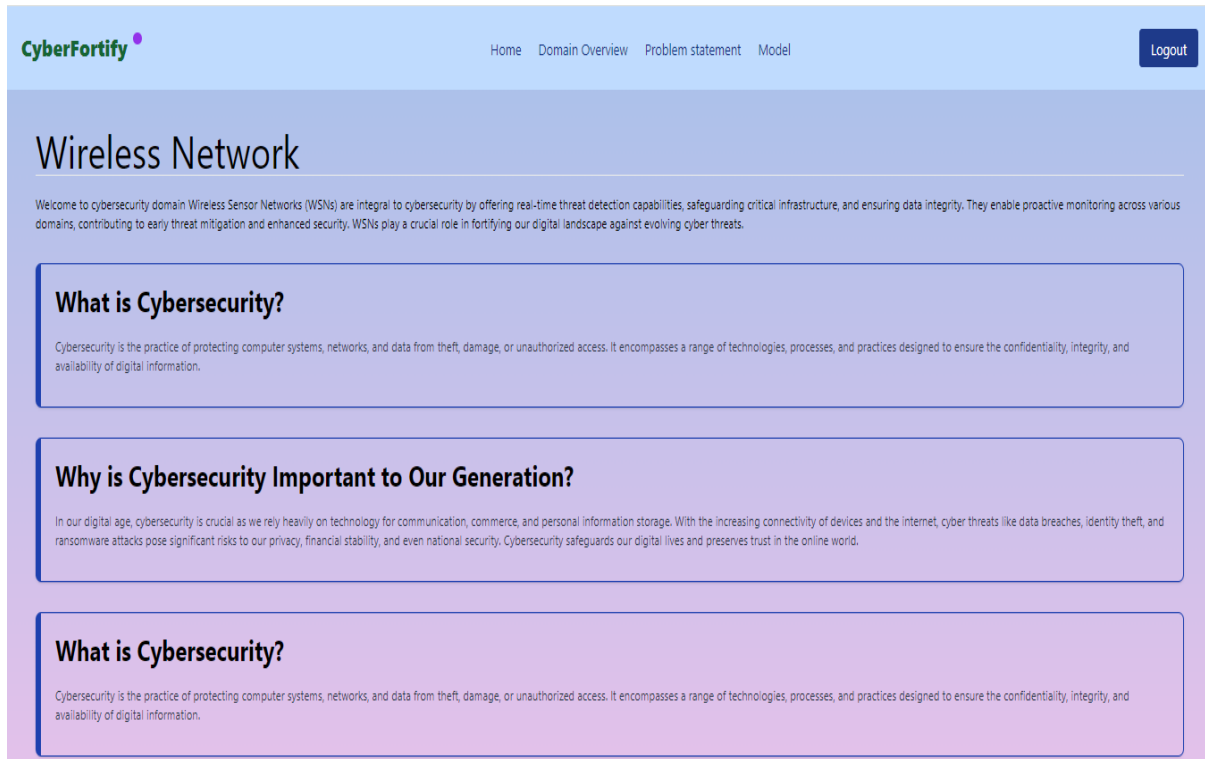 CyberFortify
Home Domain Overview Problem statement Model
Logout
Wireless Network
Welcome to cybersecurity domain Wireless Sensor Networks (WSNs) are integral to cybersecurity by offering real-time threat detection capabilities, safeguarding critical infrastructure, and ensuring data integrity. They enable proactive monitoring across various
domains, contributing to early threat mitigation and enhanced security. WSNs play a crucial role in fortifying our digital landscape against evolving cyber threats.
What is Cybersecurity?
Cybersecurity is the practice of protecting computer systems, networks, and data from theft, damage, or unauthorized access. It encompasses a range of technologies, processes, and practices designed to ensure the confidentiality, integrity, and
availability of digital information.
Why is Cybersecurity Important to Our Generation?
In our digital age, cybersecurity is crucial as we rely heavily on technology for communication, commerce, and personal information storage. With the increasing connectivity of devices and the internet, cyber threats like data breaches, identity theft, and
ransomware attacks pose significant risks to our privacy, financial stability, and even national security. Cybersecurity safeguards our digital lives and preserves trust in the online world.
What is Cybersecurity?
Cybersecurity is the practice of protecting computer systems, networks, and data from theft, damage, or unauthorized access. It encompasses a range of technologies, processes, and practices designed to ensure the confidentiality, integrity, and
availability of digital information.